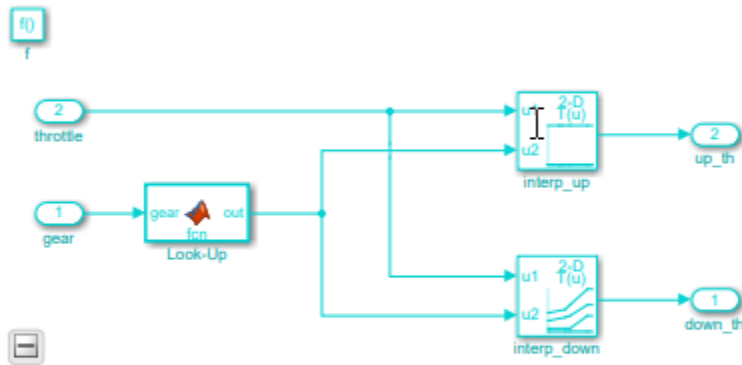 f()
f
2
throttle
1
gear
gear
out
fcn
Look-Up
u1
u2
2-D
T(u)
interp_up
2
up_th
u1
u2
2-D
T(u)
interp_down
1
down_th